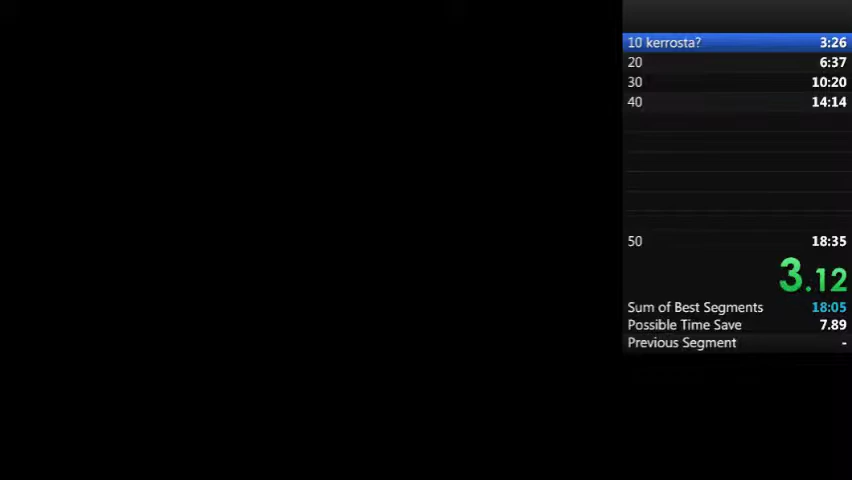 10 kerrosta? 3:26
20 6:37
30 10:20
40 14:14
50 18:35
3.12
Sum of Best Segments 18:05
Possible Time Save 7.89
Previous Segment -